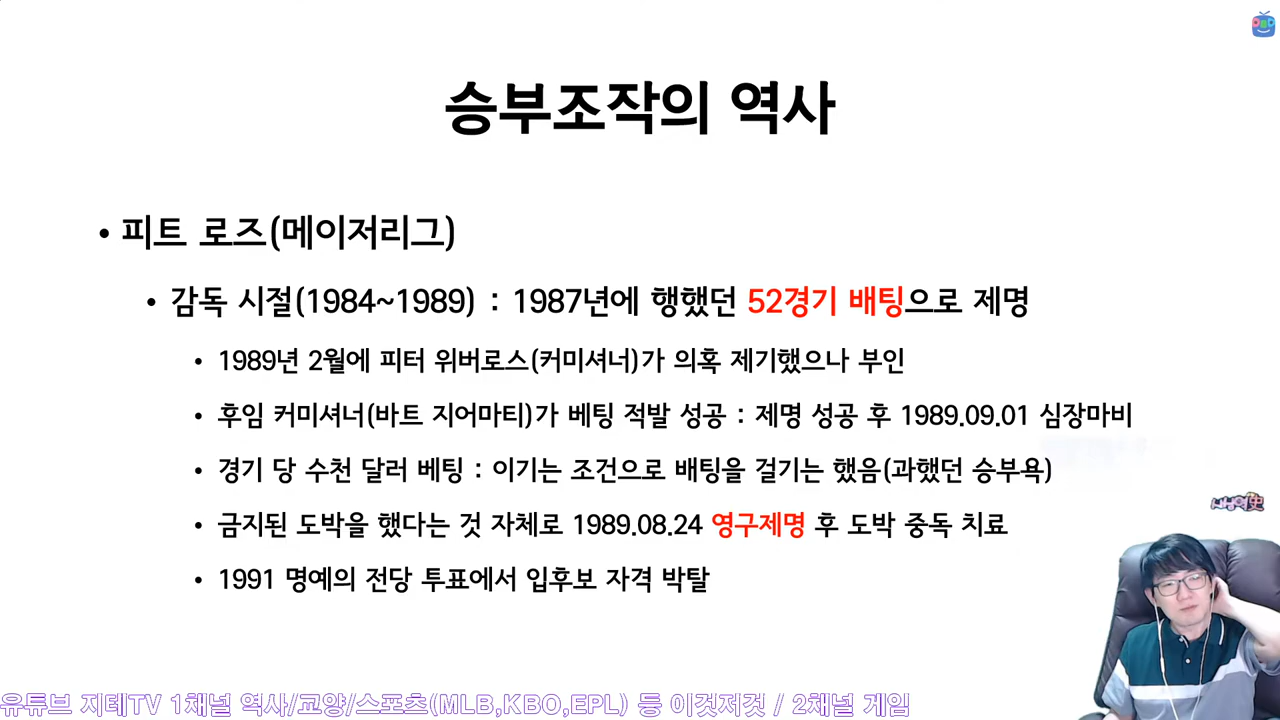 승부조작의 역사
• 피트 로즈(메이저리그)
• 감독 시절(1984~1989) : 1987년에 행했던 52경기 배팅으로 제명
• 1989년 2월에 피터 위버로스(커미셔너)가 의혹 제기했으나 부인
• 후임 커미셔너(바트 지어마티)가 베팅 적발 성공 : 제명 성공 후 1989.09.01 심장마비
• 경기 당 수천 달러 베팅 : 이기는 조건으로 배팅을 걸기는 했음(과했던 승부욕)
• 금지된 도박을 했다는 것 자체로 1989.08.24 영구제명 후 도박 중독 치료
• 1991 명예의 전당 투표에서 입후보 자격 박탈
유튜브 지테TV 1채널 역사/교양/스포츠(MLB,KBO,EPL) 등 이것저것 / 2채널 게임